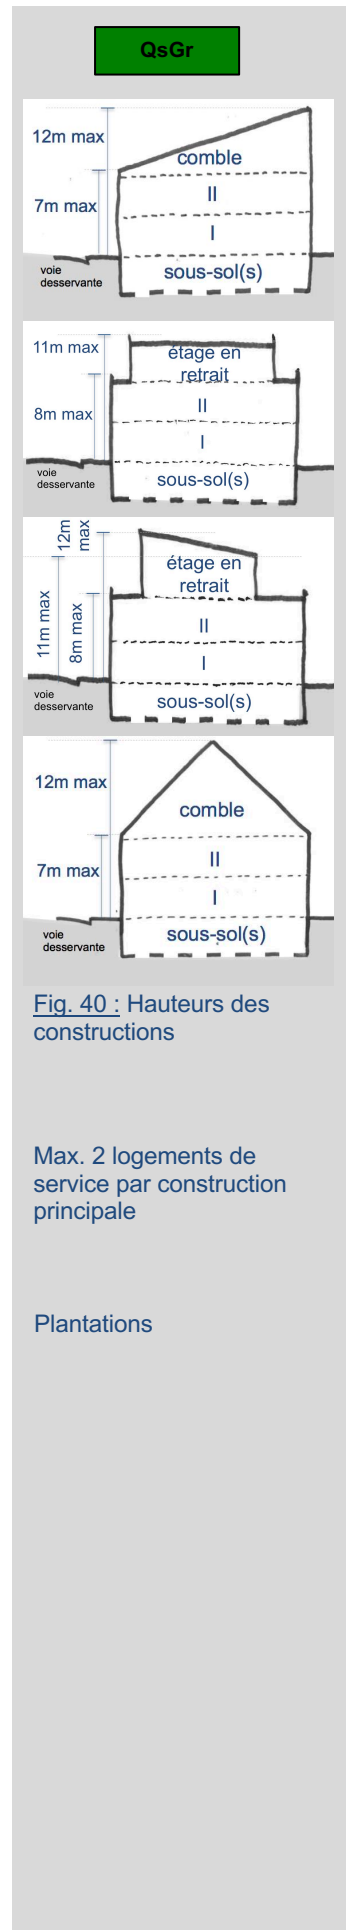 QsGr
12m max
comble
7m max
II
I
voie
desservante
sous-sol(s)
11m max
étage en
retrait
8m max
II
I
voie
desservante
sous-sol(s)
12m
max
étage en
retrait
11m max
8m max
II
I
voie
desservante
sous-sol(s)
12m max
comble
7m max
II
I
voie
desservante
sous-sol(s)
Fig. 40 : Hauteurs des
constructions
Max. 2 logements de
service par construction
principale
Plantations